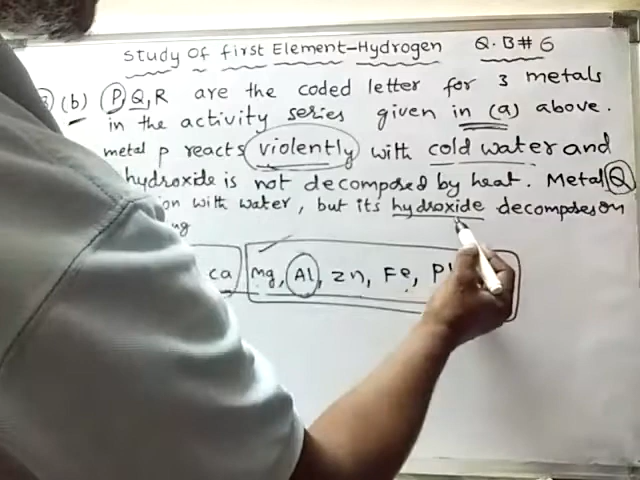 Study Of first Element-Hydrogen Q.B# 6
(b) P, Q, R are the coded letter for 3 metals
in the activity series given in (a) above.
metal p reacts violently with cold water and
hydroxide is not decomposed by heat. Metal Q
with water, but its hydroxide decomposes on
ca Mg, Al, Zn, Fe,